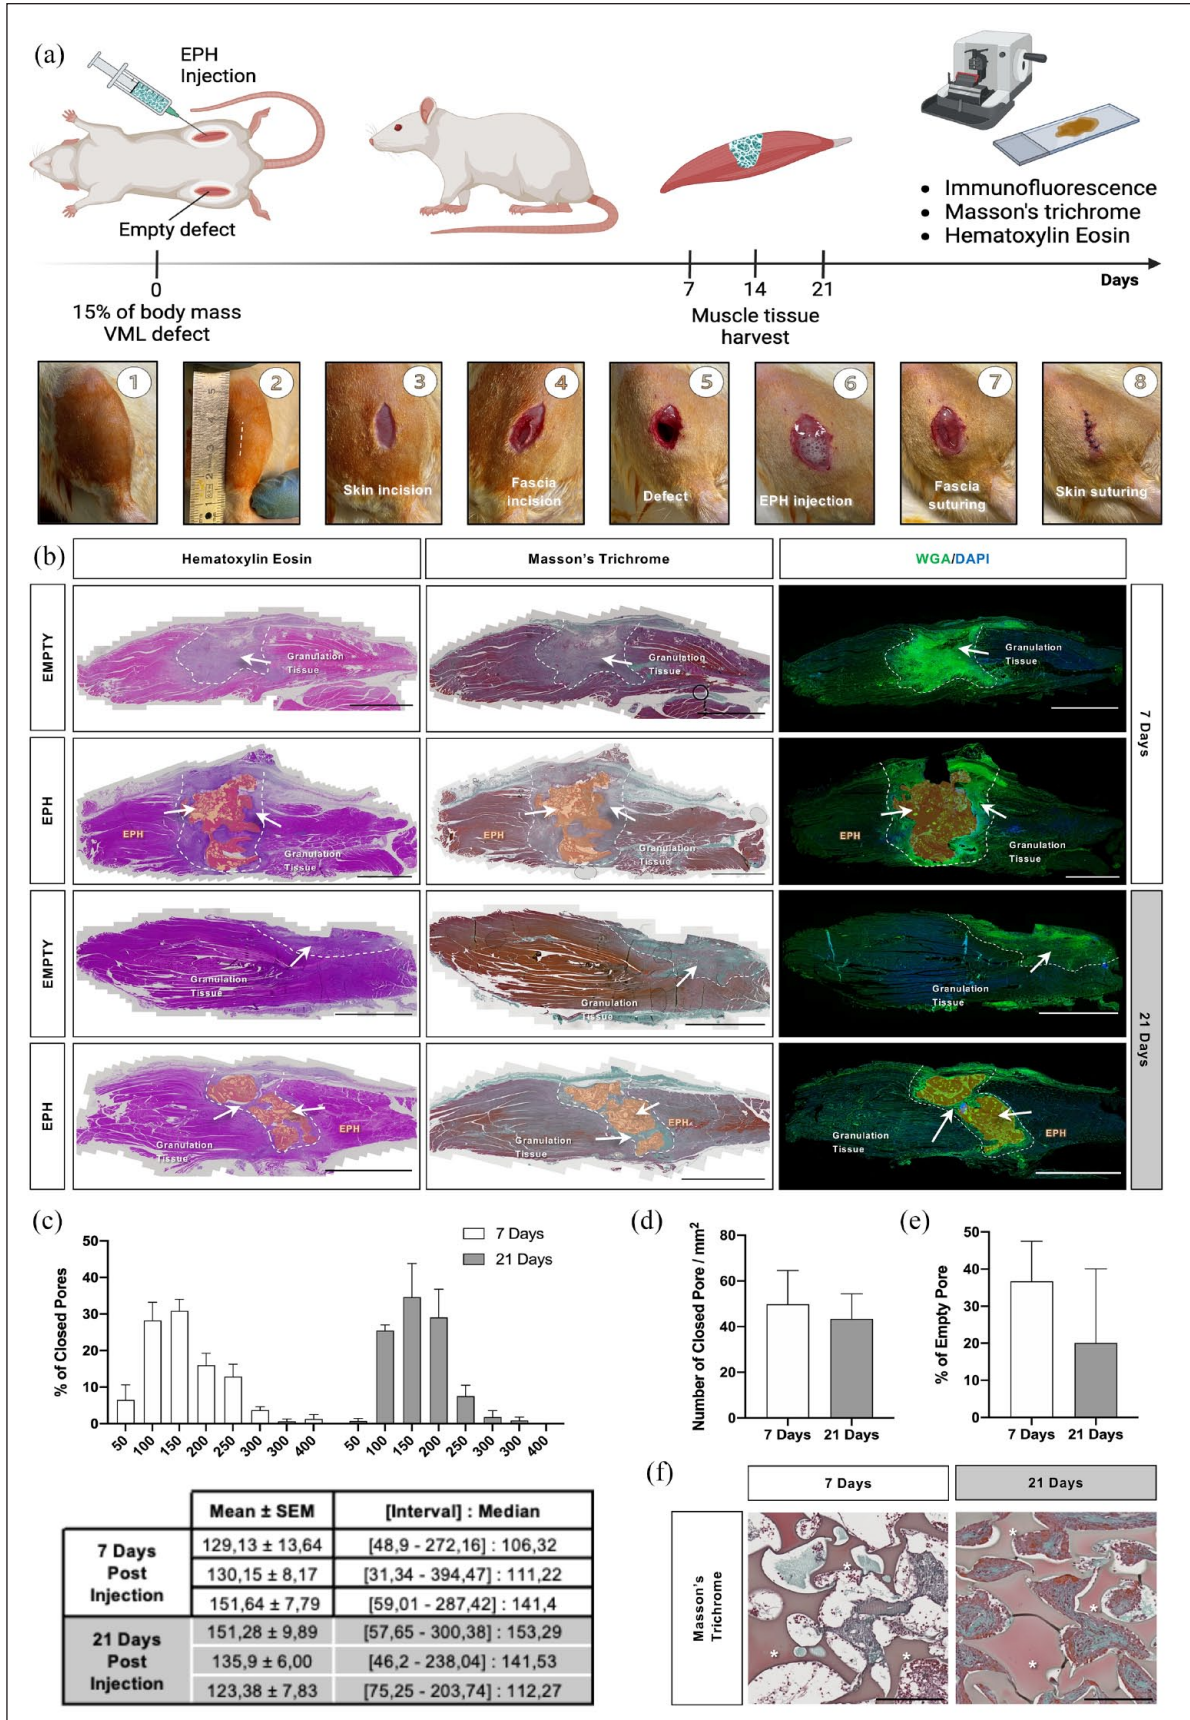 (a)
EPH
Injection
Empty defect
• Immunofluorescence
• Masson's trichrome
• Hematoxylin Eosin
0
7
14
21
Days
15% of body mass
VML defect
Muscle tissue
harvest
1
2
3
4
5
6
7
8
Skin incision
Fascia
incision
Defect
EPH injection
Fascia
suturing
Skin suturing
(b)
Hematoxylin Eosin
Masson's Trichrome
WGA/DAPI
EMPTY
Granulation
Tissue
Granulation
Tissue
Granulation
Tissue
7 Days
EPH
EPH
Granulation
Tissue
EPH
Granulation
Tissue
EPH
Granulation
Tissue
EMPTY
Granulation
Tissue
Granulation
Tissue
Granulation
Tissue
21 Days
EPH
Granulation
Tissue
EPH
Granulation
Tissue
EPH
Granulation
Tissue
EPH
(c)
7 Days
21 Days
% of Closed Pores
50
40
30
20
10
0
50 100 150 200 250 300 300 400 50 100 150 200 250 300 300 400
(d)
Number of Closed Pore / mm²
80
60
40
20
0
7 Days 21 Days
(e)
% of Empty Pore
50
40
30
20
10
0
7 Days 21 Days
Mean ± SEM [Interval] : Median
7 Days
Post
Injection
129,13 ± 13,64 [48,9 - 272,16] : 106,32
130,15 ± 8,17 [31,34 - 394,47] : 111,22
151,64 ± 7,79 [59,01 - 287,42] : 141,4
21 Days
Post
Injection
151,28 ± 9,89 [57,65 - 300,38] : 153,29
135,9 ± 6,00 [46,2 - 238,04] : 141,53
123,38 ± 7,83 [75,25 - 203,74] : 112,27
(f)
7 Days
21 Days
Masson's
Trichrome
*
*
*
*
*
*